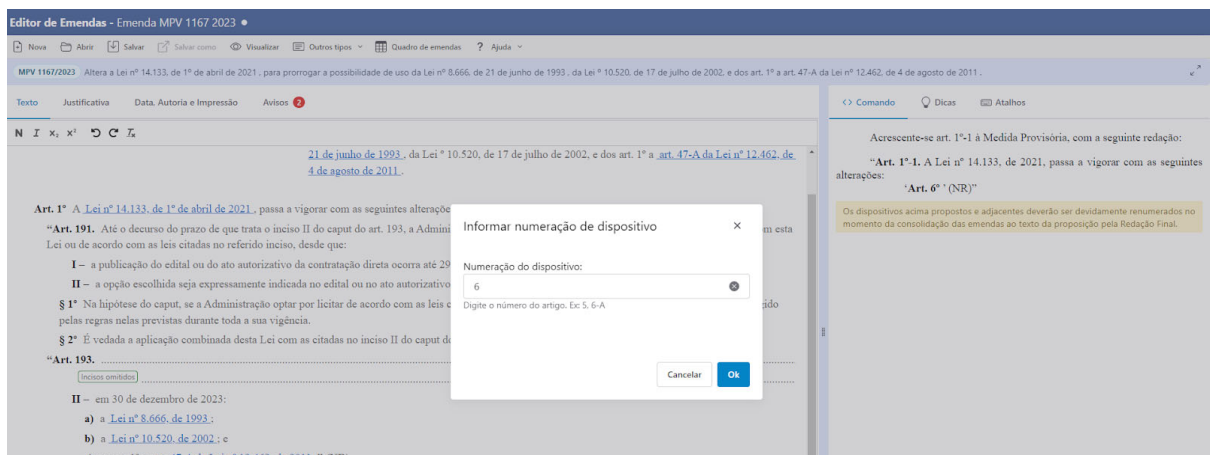 Editor de Emendas - Emenda MPV 1167 2023 ●
Nova Abrir Salvar Salvar como Visualizar Outros tipos Quadro de emendas ? Ajuda
MPV 1167/2023 Altera a Lei nº 14.133, de 1º de abril de 2021 , para prorrogar a possibilidade de uso da Lei nº 8.666, de 21 de junho de 1993 , da Lei º 10.520, de 17 de julho de 2002, e dos art. 1º a art. 47-A da Lei nº 12.462, de 4 de agosto de 2011 .
Texto Justificativa Data, Autoria e Impressão Avisos 2
N I x₂ x² Tx
21 de junho de 1993 , da Lei º 10.520, de 17 de julho de 2002, e dos art. 1º a art. 47-A da Lei nº 12.462, de
4 de agosto de 2011 .
Art. 1º A Lei nº 14.133, de 1º de abril de 2021 , passa a vigorar com as seguintes alteraçõe
“Art. 191. Até o decurso do prazo de que trata o inciso II do caput do art. 193, a Admini
m esta
Lei ou de acordo com as leis citadas no referido inciso, desde que:
I – a publicação do edital ou do ato autorizativo da contratação direta ocorra até 29
II – a opção escolhida seja expressamente indicada no edital ou no ato autorizativo
§ 1º Na hipótese do caput, se a Administração optar por licitar de acordo com as leis c
ido
pelas regras nelas previstas durante toda a sua vigência.
§ 2º É vedada a aplicação combinada desta Lei com as citadas no inciso II do caput do
“Art. 193.
Incisos omitidos
II – em 30 de dezembro de 2023:
a) a Lei nº 8.666, de 1993 ;
b) a Lei nº 10.520, de 2002 ; e
Informar numeração de dispositivo ×
Numeração do dispositivo:
6
Digite o número do artigo. Ex: 5, 6-A
Cancelar Ok
<> Comando Dicas Atalhos
Acrescente-se art. 1º-1 à Medida Provisória, com a seguinte redação:
“Art. 1º-1. A Lei nº 14.133, de 2021, passa a vigorar com as seguintes
alterações:
‘Art. 6º ’ (NR)”
Os dispositivos acima propostos e adjacentes deverão ser devidamente renumerados no
momento da consolidação das emendas ao texto da proposição pela Redação Final.